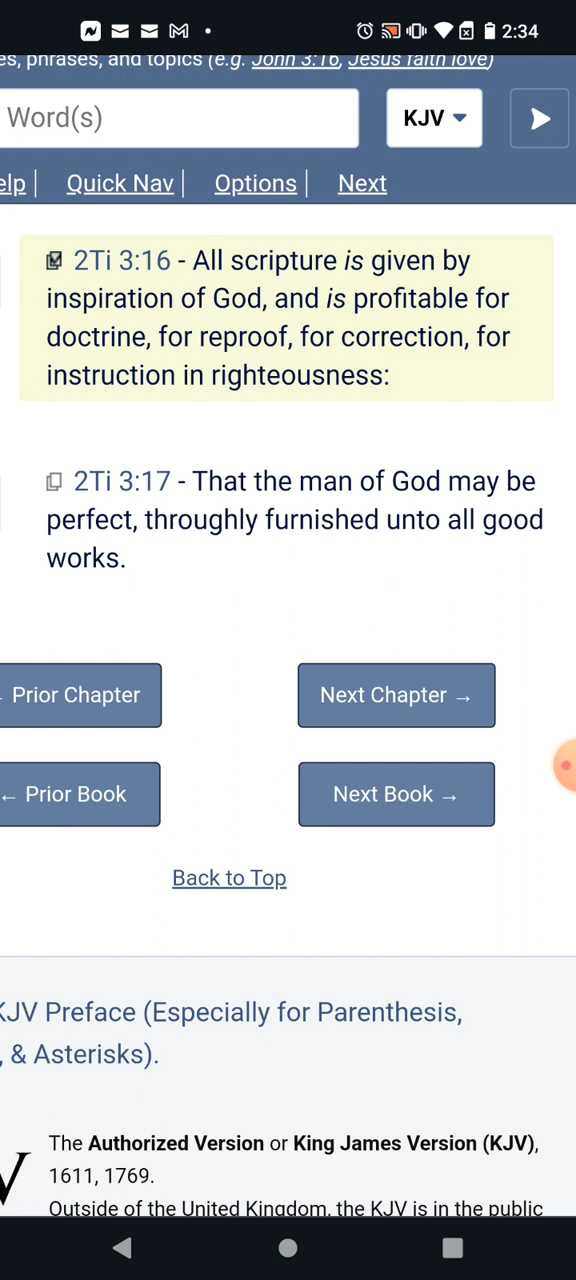 2:34
es, phrases, and topics (e.g. John 3:16, Jesus faith love)
Word(s)
KJV
elp| Quick Nav| Options| Next
2Ti 3:16 - All scripture is given by
inspiration of God, and is profitable for
doctrine, for reproof, for correction, for
instruction in righteousness:
2Ti 3:17 - That the man of God may be
perfect, throughly furnished unto all good
works.
Prior Chapter
Next Chapter →
← Prior Book
Next Book →
Back to Top
KJV Preface (Especially for Parenthesis,
, & Asterisks).
The Authorized Version or King James Version (KJV),
1611, 1769.
Outside of the United Kingdom, the KJV is in the public